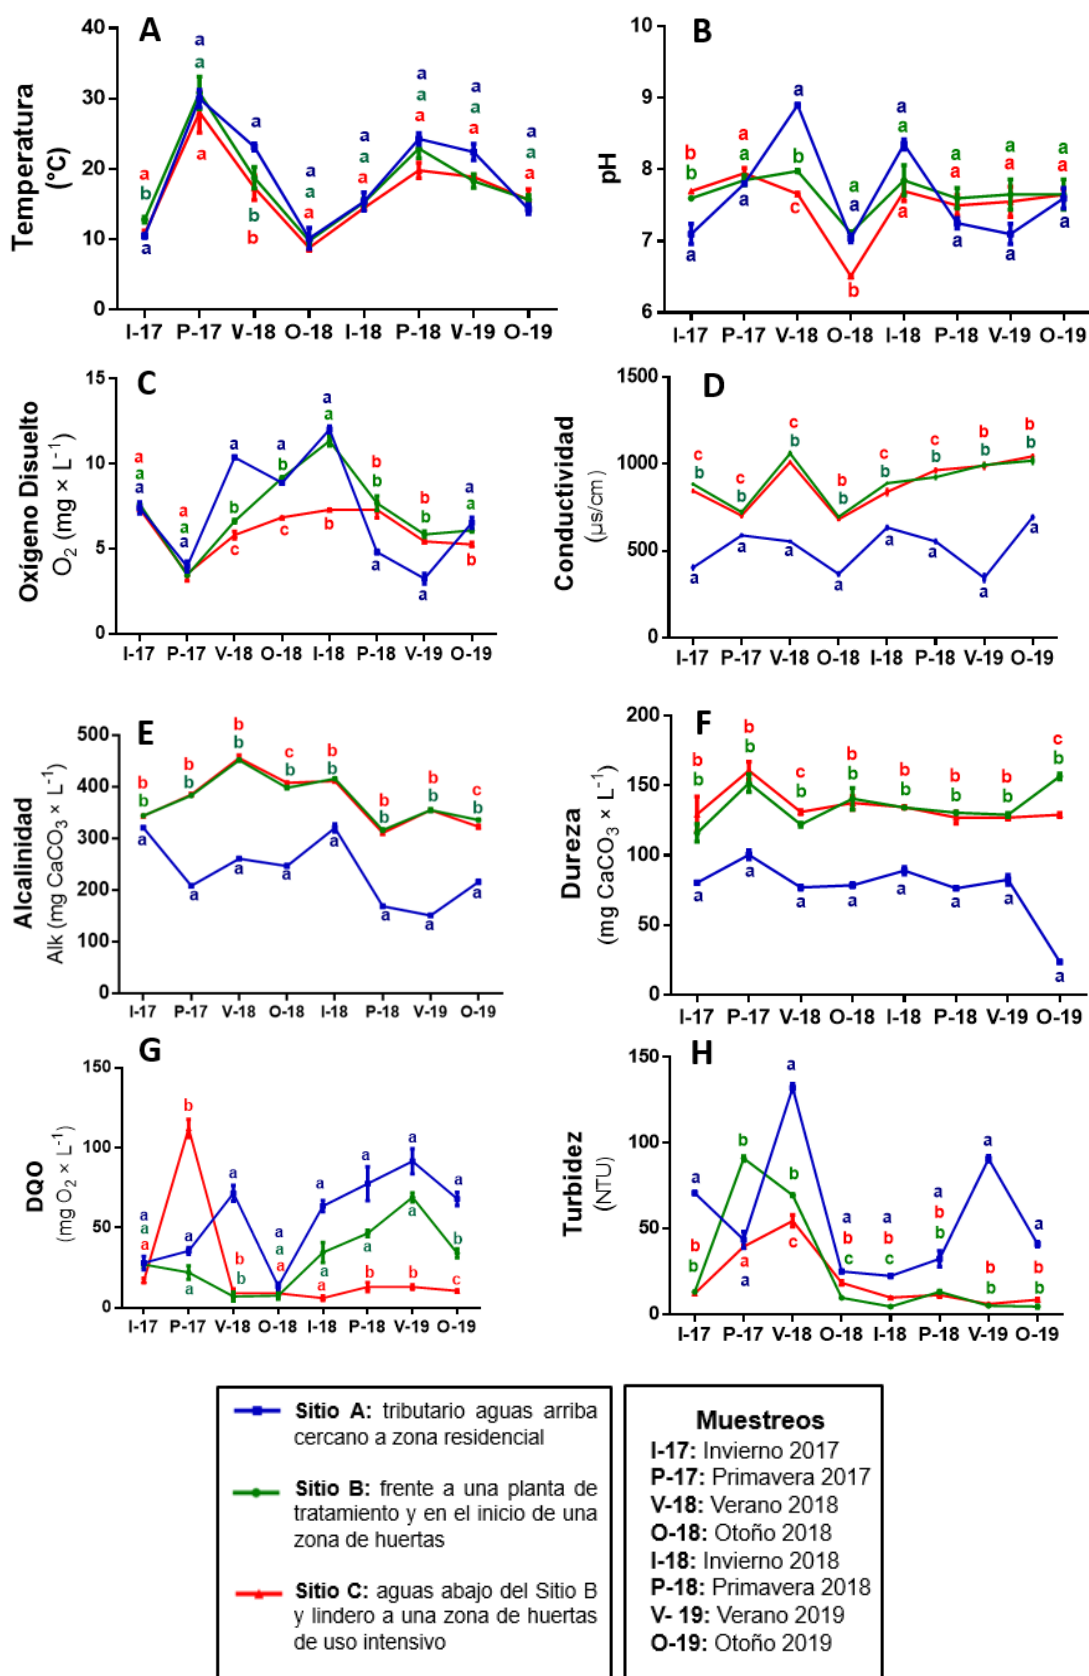 A
Temperatura
(°C)
40
30
20
10
0
I-17 P-17 V-18 O-18 I-18 P-18 V-19 O-19
B
pH
10
9
8
7
6
I-17 P-17 V-18 O-18 I-18 P-18 V-19 O-19
C
Oxígeno Disuelto
O2 (mg × L-1)
15
10
5
0
I-17 P-17 V-18 O-18 I-18 P-18 V-19 O-19
D
Conductividad
(µs/cm)
1500
1000
500
0
I-17 P-17 V-18 O-18 I-18 P-18 V-19 O-19
E
Alcalinidad
Alk (mg CaCO3 × L-1)
500
400
300
200
100
0
I-17 P-17 V-18 O-18 I-18 P-18 V-19 O-19
F
Dureza
(mg CaCO3 × L-1)
200
150
100
50
0
I-17 P-17 V-18 O-18 I-18 P-18 V-19 O-19
G
DQO
(mg O2 × L-1)
150
100
50
0
I-17 P-17 V-18 O-18 I-18 P-18 V-19 O-19
H
Turbidez
(NTU)
150
100
50
0
I-17 P-17 V-18 O-18 I-18 P-18 V-19 O-19
Sitio A: tributario aguas arriba
cercano a zona residencial
Sitio B: frente a una planta de
tratamiento y en el inicio de una
zona de huertas
Sitio C: aguas abajo del Sitio B
y lindero a una zona de huertas
de uso intensivo
Muestreos
I-17: Invierno 2017
P-17: Primavera 2017
V-18: Verano 2018
O-18: Otoño 2018
I-18: Invierno 2018
P-18: Primavera 2018
V- 19: Verano 2019
O-19: Otoño 2019